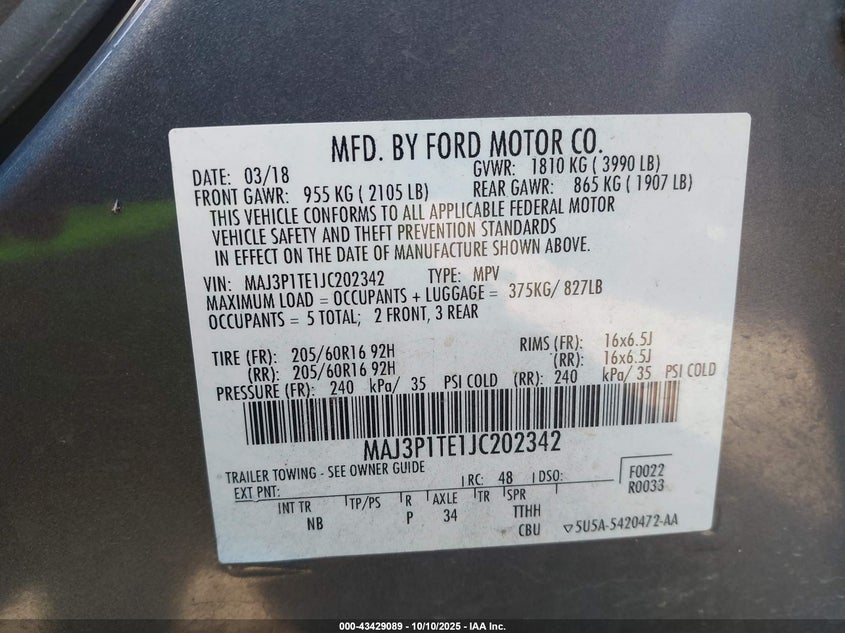 MFD. BY FORD MOTOR CO.
DATE: 03/18 GVWR: 1810 KG ( 3990 LB)
FRONT GAWR: 955 KG ( 2105 LB) REAR GAWR: 865 KG ( 1907 LB)
THIS VEHICLE CONFORMS TO ALL APPLICABLE FEDERAL MOTOR
VEHICLE SAFETY AND THEFT PREVENTION STANDARDS
IN EFFECT ON THE DATE OF MANUFACTURE SHOWN ABOVE.
VIN: MAJ3P1TE1JC202342 TYPE: MPV
MAXIMUM LOAD = OCCUPANTS + LUGGAGE = 375KG/ 827LB
OCCUPANTS = 5 TOTAL; 2 FRONT, 3 REAR
TIRE (FR): 205/60R16 92H RIMS (FR): 16x6.5J
(RR): 205/60R16 92H (RR): 16x6.5J
PRESSURE (FR): 240 kPa/ 35 PSI COLD (RR): 240 kPa/ 35 PSI COLD
MAJ3P1TE1JC202342
TRAILER TOWING - SEE OWNER GUIDE
EXT PNT: RC: 48 DSO: F0022
R0033
INT TR TP/PS R AXLE TR SPR
NB P 34 TTHH
CBU 5U5A-5420472-AA
000-43429089 - 10/10/2025 - IAA Inc.